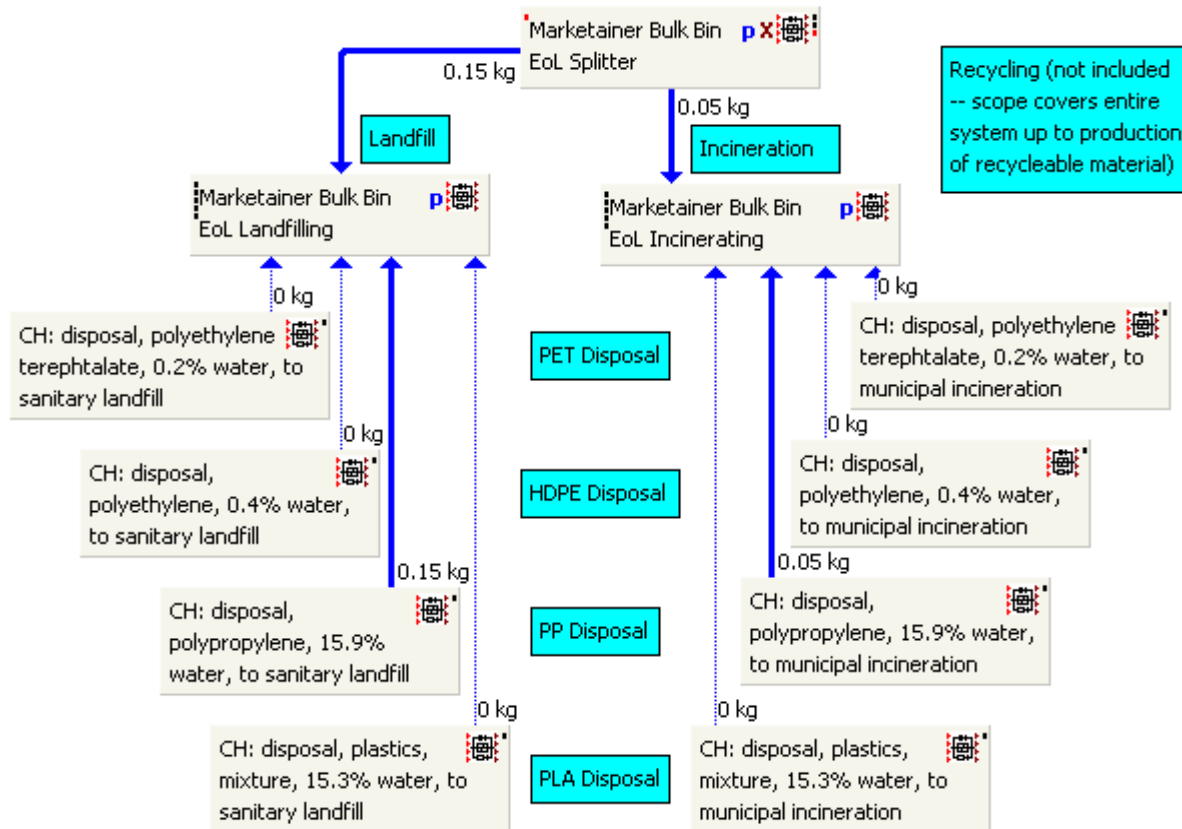 Marketainer Bulk Bin p X
EoL Splitter
0.15 kg
0.05 kg
Recycling (not included
-- scope covers entire
system up to production
of recycleable material)
Landfill
Incineration
Marketainer Bulk Bin p
EoL Landfilling
Marketainer Bulk Bin p
EoL Incinerating
0 kg
CH: disposal, polyethylene
terephtalate, 0.2% water, to
sanitary landfill
PET Disposal
0 kg
CH: disposal, polyethylene
terephtalate, 0.2% water, to
municipal incineration
0 kg
CH: disposal,
polyethylene, 0.4% water,
to sanitary landfill
HDPE Disposal
0 kg
CH: disposal,
polyethylene, 0.4% water,
to municipal incineration
0.15 kg
CH: disposal,
polypropylene, 15.9%
water, to sanitary landfill
PP Disposal
0.05 kg
CH: disposal,
polypropylene, 15.9% water,
to municipal incineration
0 kg
CH: disposal, plastics,
mixture, 15.3% water, to
sanitary landfill
PLA Disposal
0 kg
CH: disposal, plastics,
mixture, 15.3% water, to
municipal incineration